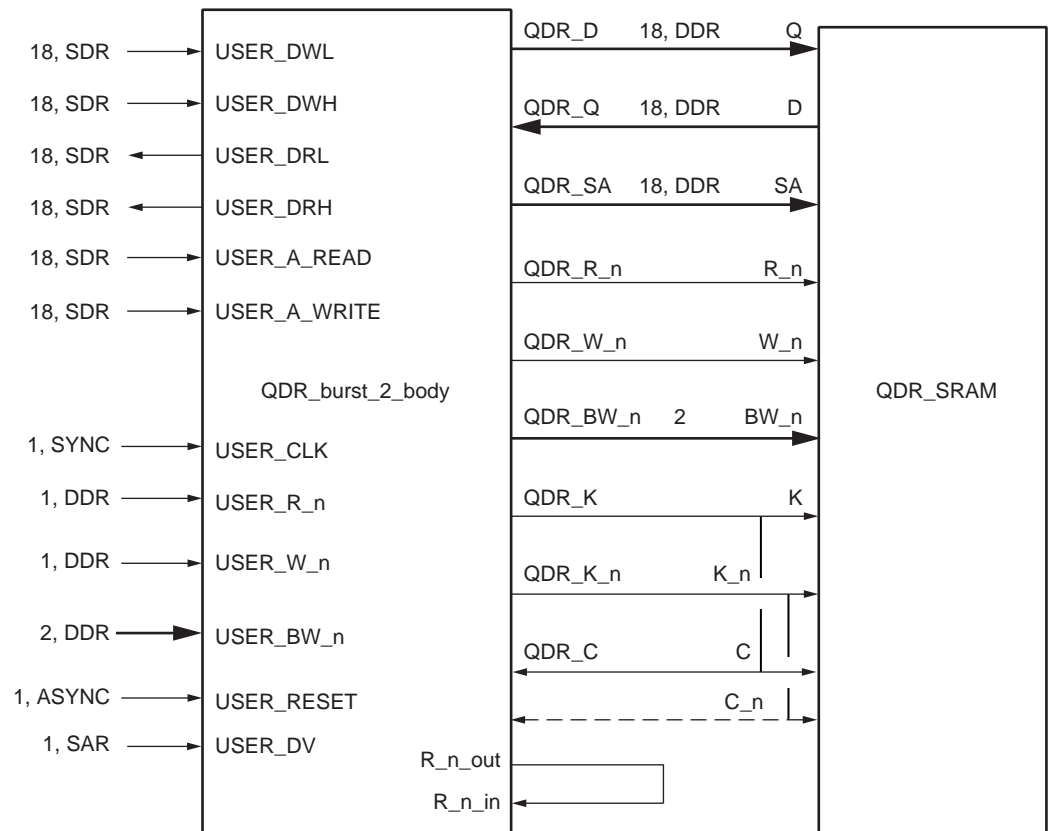 18, SDR USER_DWL
18, SDR USER_DWH
18, SDR USER_DRL
18, SDR USER_DRH
18, SDR USER_A_READ
18, SDR USER_A_WRITE
QDR_burst_2_body
1, SYNC USER_CLK
1, DDR USER_R_n
1, DDR USER_W_n
2, DDR USER_BW_n
1, ASYNC USER_RESET
1, SAR USER_DV
QDR_D 18, DDR Q
QDR_Q 18, DDR D
QDR_SA 18, DDR SA
QDR_R_n R_n
QDR_W_n W_n
QDR_BW_n 2 BW_n
QDR_K K
QDR_K_n K_n
QDR_C C
C_n
R_n_out
R_n_in
QDR_SRAM